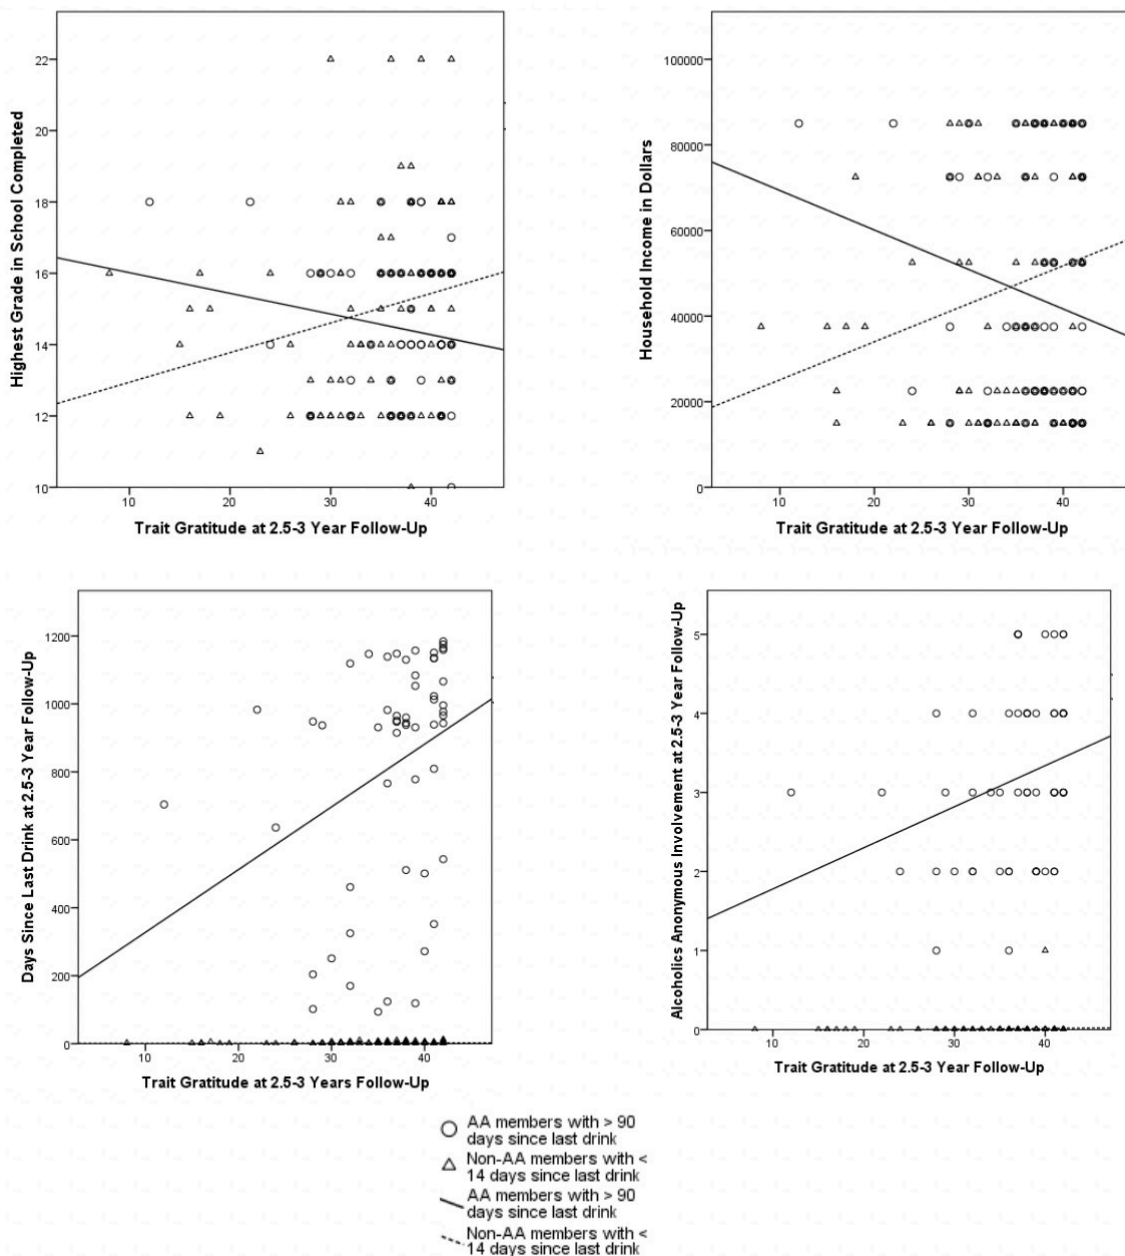 22
20
18
16
14
12
10
10
20
30
40
Highest Grade in School Completed
Trait Gratitude at 2.5-3 Year Follow-Up
100000
80000
60000
40000
20000
0
10
20
30
40
Household Income in Dollars
Trait Gratitude at 2.5-3 Year Follow-Up
1200
1000
800
600
400
200
0
10
20
30
40
Days Since Last Drink at 2.5-3 Year Follow-Up
Trait Gratitude at 2.5-3 Years Follow-Up
5
4
3
2
1
0
10
20
30
40
Alcoholics Anonymous Involvement at 2.5-3 Year Follow-Up
Trait Gratitude at 2.5-3 Year Follow-Up
AA members with > 90
days since last drink
Non-AA members with <
14 days since last drink
AA members with > 90
days since last drink
Non-AA members with <
14 days since last drink